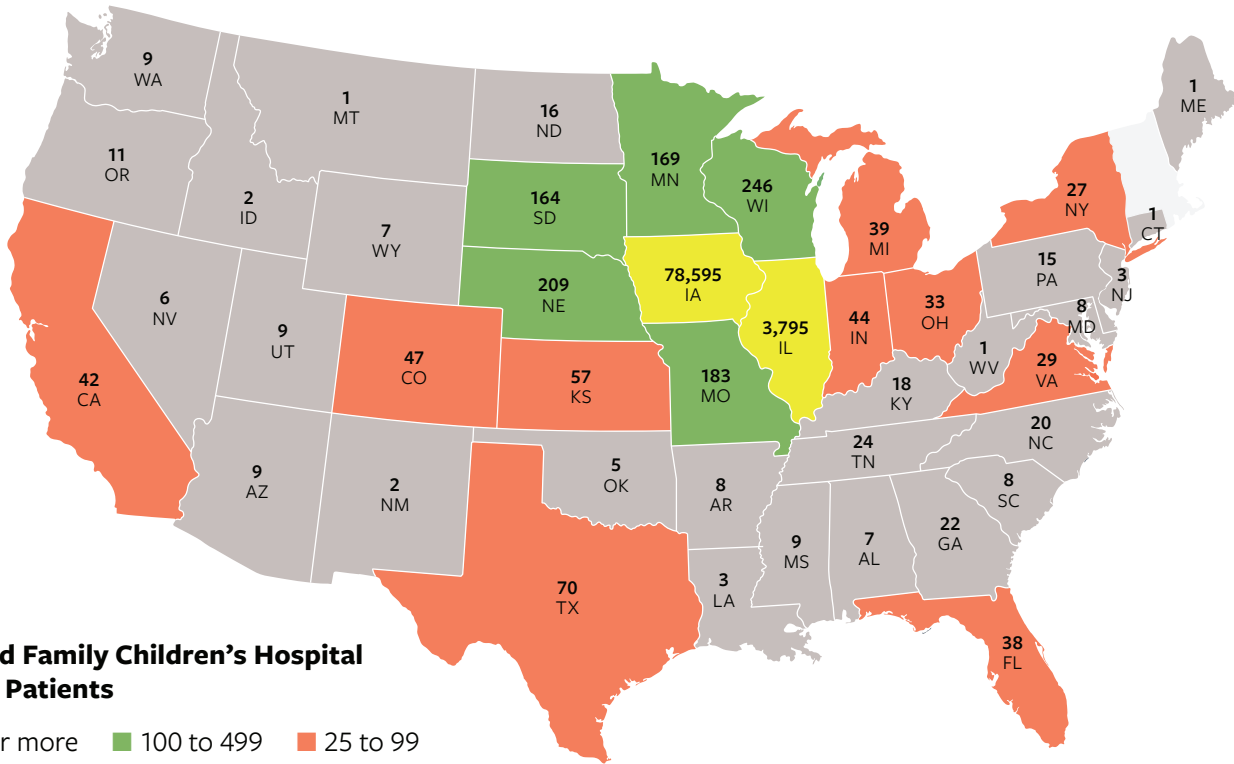 9
WA
1
MT
16
ND
169
MN
246
WI
1
ME
11
OR
2
ID
7
WY
164
SD
39
MI
27
NY
1
CT
6
NV
9
UT
209
NE
78,595
IA
3,795
IL
44
IN
33
OH
15
PA
3
NJ
8
MD
42
CA
47
CO
57
KS
183
MO
18
KY
1
WV
29
VA
9
AZ
2
NM
5
OK
8
AR
24
TN
20
NC
8
SC
70
TX
3
LA
9
MS
7
AL
22
GA
38
FL
d Family Children's Hospital
Patients
r more 100 to 499 25 to 99